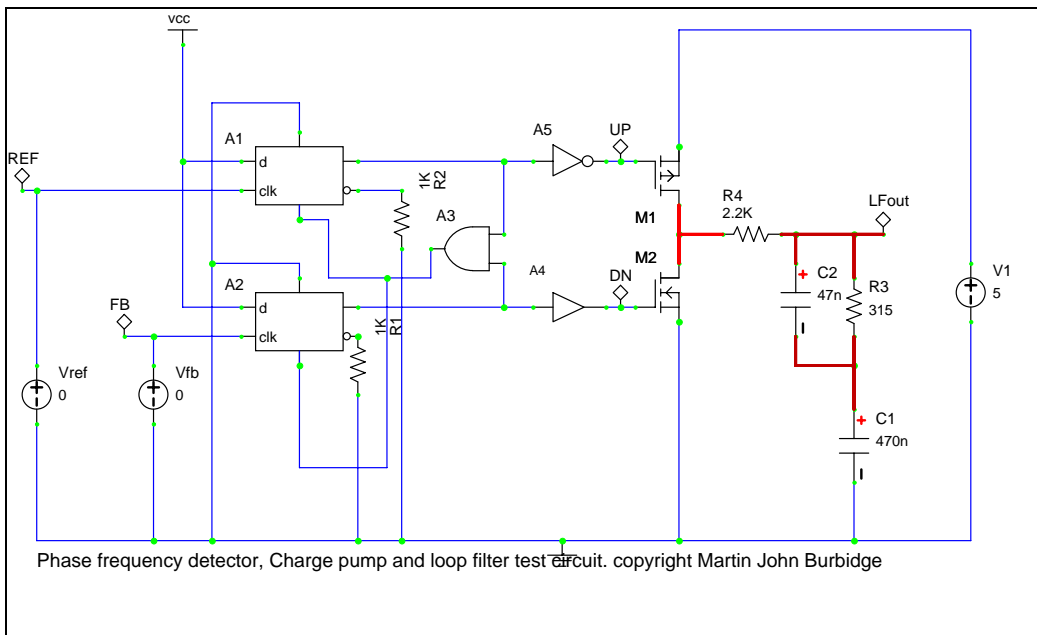 vcc
A1
d
clk
REF
1K
R2
A3
A5
UP
M1
M2
R4
2.2K
LFout
C2
47n
R3
315
V1
5
A2
d
clk
FB
1K
R1
A4
DN
Vref
0
Vfb
0
C1
470n
Phase frequency detector, Charge pump and loop filter test circuit. copyright Martin John Burbidge